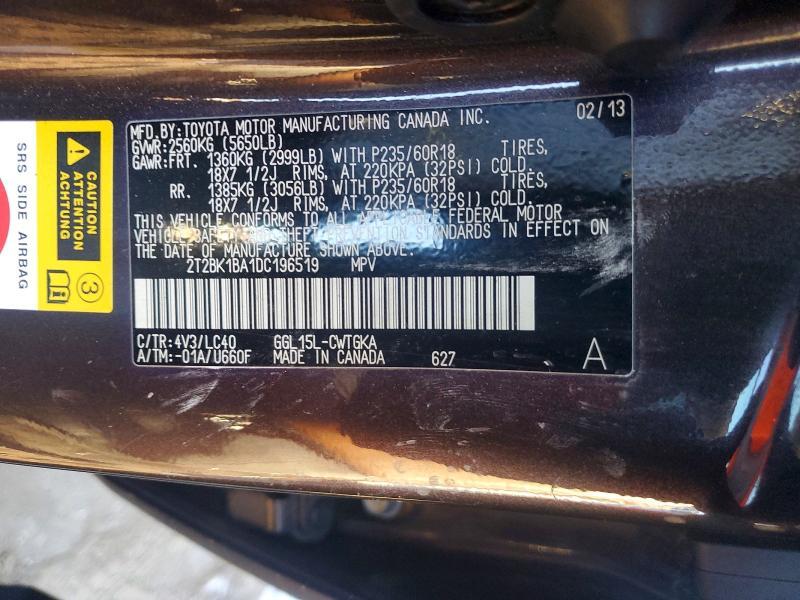 MFD.BY:TOYOTA MOTOR MANUFACTURING CANADA INC. 02/13
GVWR:2560KG (5650LB)
GAWR:FRT. 1360KG (2999LB) WITH P235/60R18 TIRES,
18X7 1/2J RIMS, AT 220KPA (32PSI) COLD.
RR. 1385KG (3056LB) WITH P235/60R18 TIRES,
18X7 1/2J RIMS, AT 220KPA (32PSI) COLD.
THIS VEHICLE CONFORMS TO ALL APPLICABLE FEDERAL MOTOR
VEHICLE SAFETY AND THEFT PREVENTION STANDARDS IN EFFECT ON
THE DATE OF MANUFACTURE SHOWN ABOVE.
2T2BK1BA1DC196519 MPV
C/TR:4V3/LC40 GGL15L-CWTGKA
A/TM:-01A/U660F MADE IN CANADA 627 A
CAUTION
ATTENTION
ACHTUNG
3
SRS SIDE AIRBAG